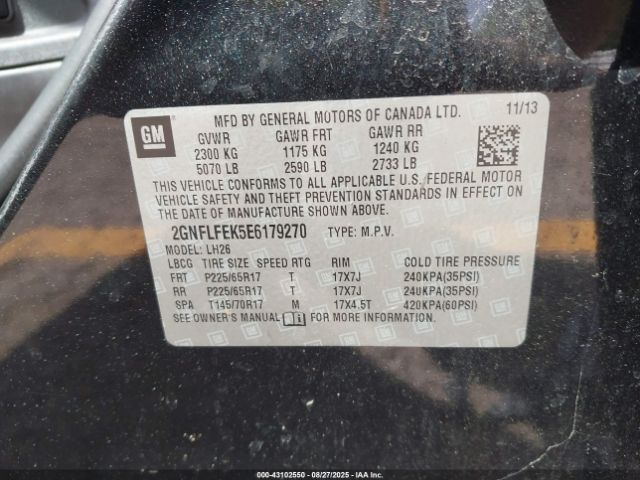 MFD BY GENERAL MOTORS OF CANADA LTD. 11/13
GM
GVWR GAWR FRT GAWR RR
2300 KG 1175 KG 1240 KG
5070 LB 2590 LB 2733 LB
THIS VEHICLE CONFORMS TO ALL APPLICABLE U.S. FEDERAL MOTOR
VEHICLE SAFETY AND THEFT PREVENTION STANDARDS IN EFFECT ON
THE DATE OF MANUFACTURE SHOWN ABOVE.
2GNFLFEK5E6179270 TYPE: M.P.V.
MODEL: LH26
LBCG TIRE SIZE SPEED RTG RIM COLD TIRE PRESSURE
FRT P225/65R17 T 17X7J 240KPA(35PSI)
RR P225/65R17 T 17X7J 240KPA(35PSI)
SPA T145/70R17 M 17X4.5T 420KPA(60PSI)
SEE OWNER'S MANUAL i FOR MORE INFORMATION.
000-43102550 - 08/27/2025 - IAA Inc.